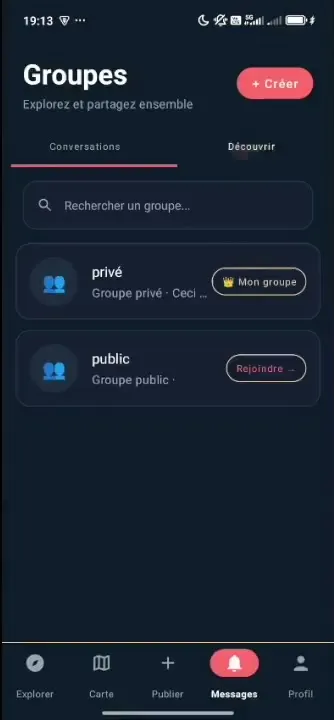 19:13
5G
Groupes
+ Créer
Explorez et partagez ensemble
Conversations
Découvrir
Rechercher un groupe...
privé
Groupe privé · Ceci ...
👑 Mon groupe
public
Groupe public ·
Rejoindre →
Explorer
Carte
Publier
Messages
Profil